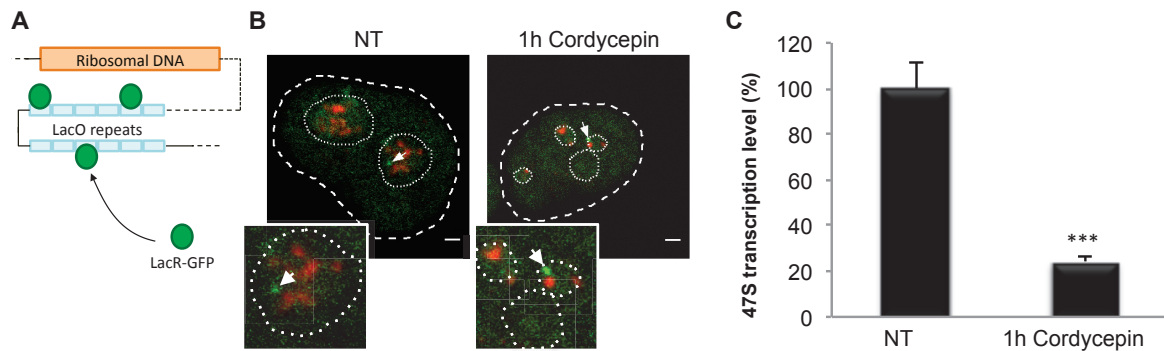 A
Ribosomal DNA
LacO repeats
LacR-GFP
B
NT
1h Cordycepin
C
47S transcription level (%)
120
100
80
60
40
20
0
***
NT
1h Cordycepin